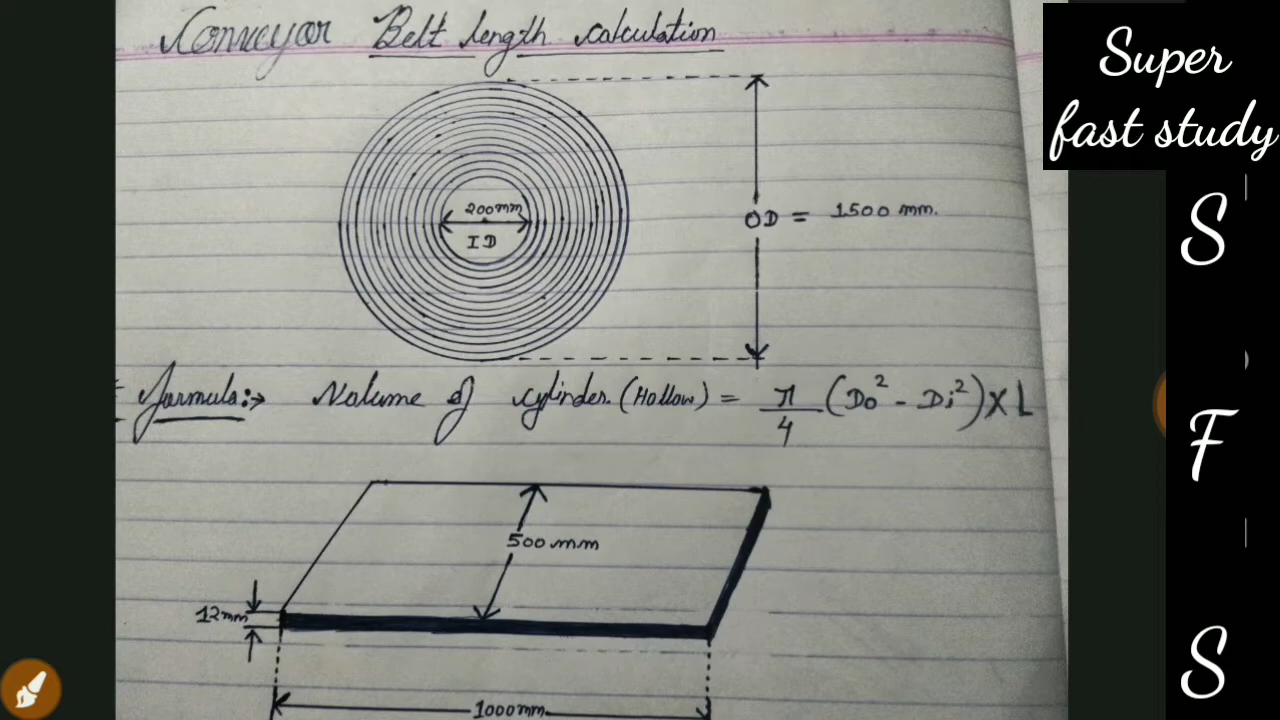 Conveyor Belt length calculation
Super
fast study
200mm
ID
OD = 1500 mm.
S
formula:→ Volume of cylinder (Hollow) = π/4 (Do² - Di²) X L
F
500 mm
12mm
S
1000mm